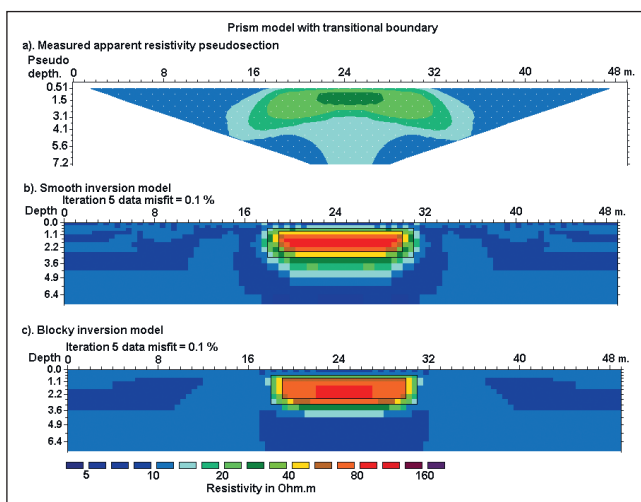 Prism model with transitional boundary
a). Measured apparent resistivity pseudosection
Pseudo
depth.
0 8 16 24 32 40 48 m.
0.51
1.5
3.1
4.1
5.6
7.2
b). Smooth inversion model
Iteration 5 data misfit = 0.1 %
Depth 0 8 16 24 32 40 48 m.
0.0
1.1
2.2
3.6
4.9
6.4
c). Blocky inversion model
Iteration 5 data misfit = 0.1 %
Depth 0 8 16 24 32 40 48 m.
0.0
1.1
2.2
3.6
4.9
6.4
5 10 20 40 80 160
Resistivity in Ohm.m